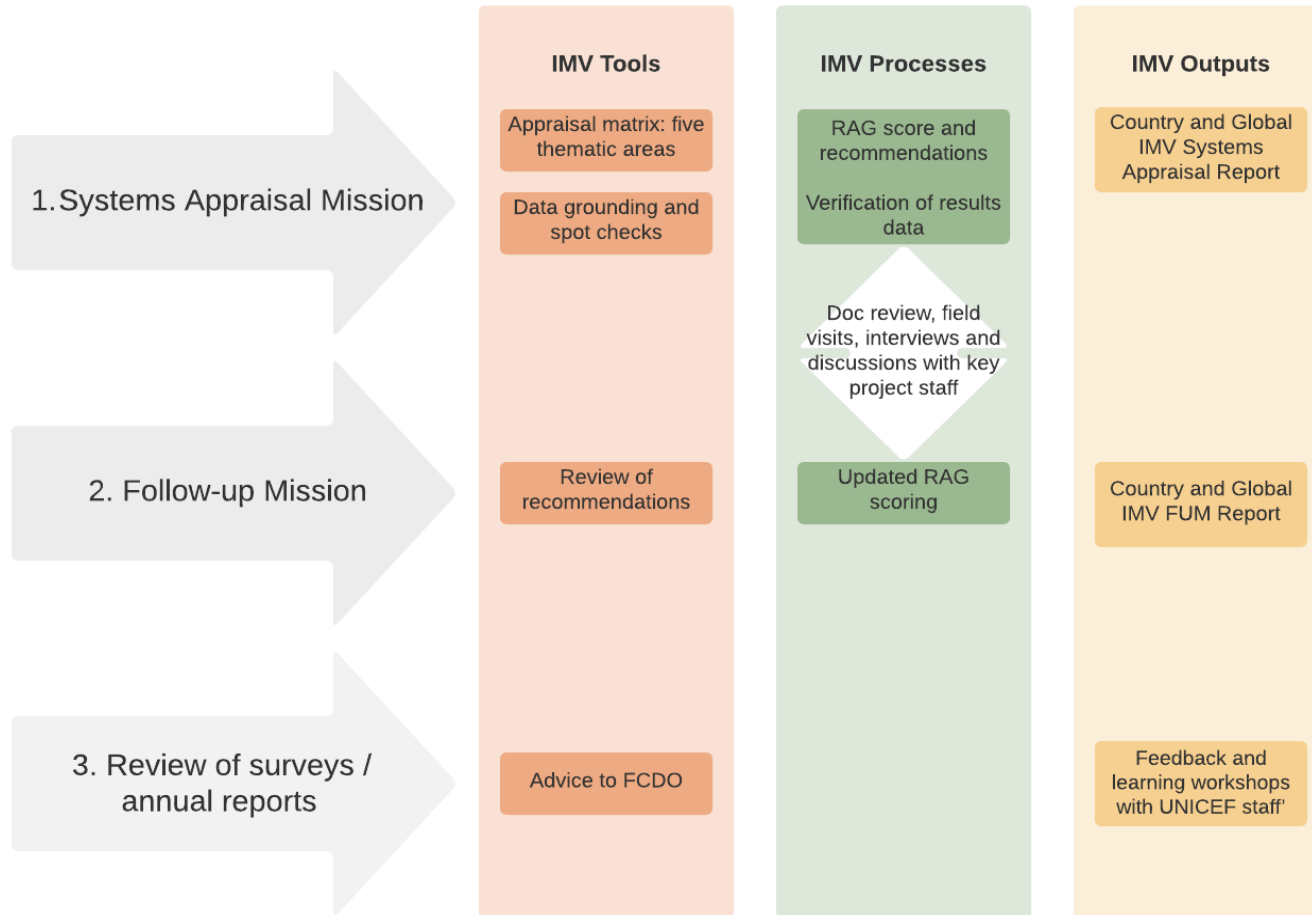 IMV Tools
IMV Processes
IMV Outputs
1. Systems Appraisal Mission
Appraisal matrix: five
thematic areas
Data grounding and
spot checks
RAG score and
recommendations
Verification of results
data
Country and Global
IMV Systems
Appraisal Report
Doc review, field
visits, interviews and
discussions with key
project staff
2. Follow-up Mission
Review of
recommendations
Updated RAG
scoring
Country and Global
IMV FUM Report
3. Review of surveys /
annual reports
Advice to FCDO
Feedback and
learning workshops
with UNICEF staff'